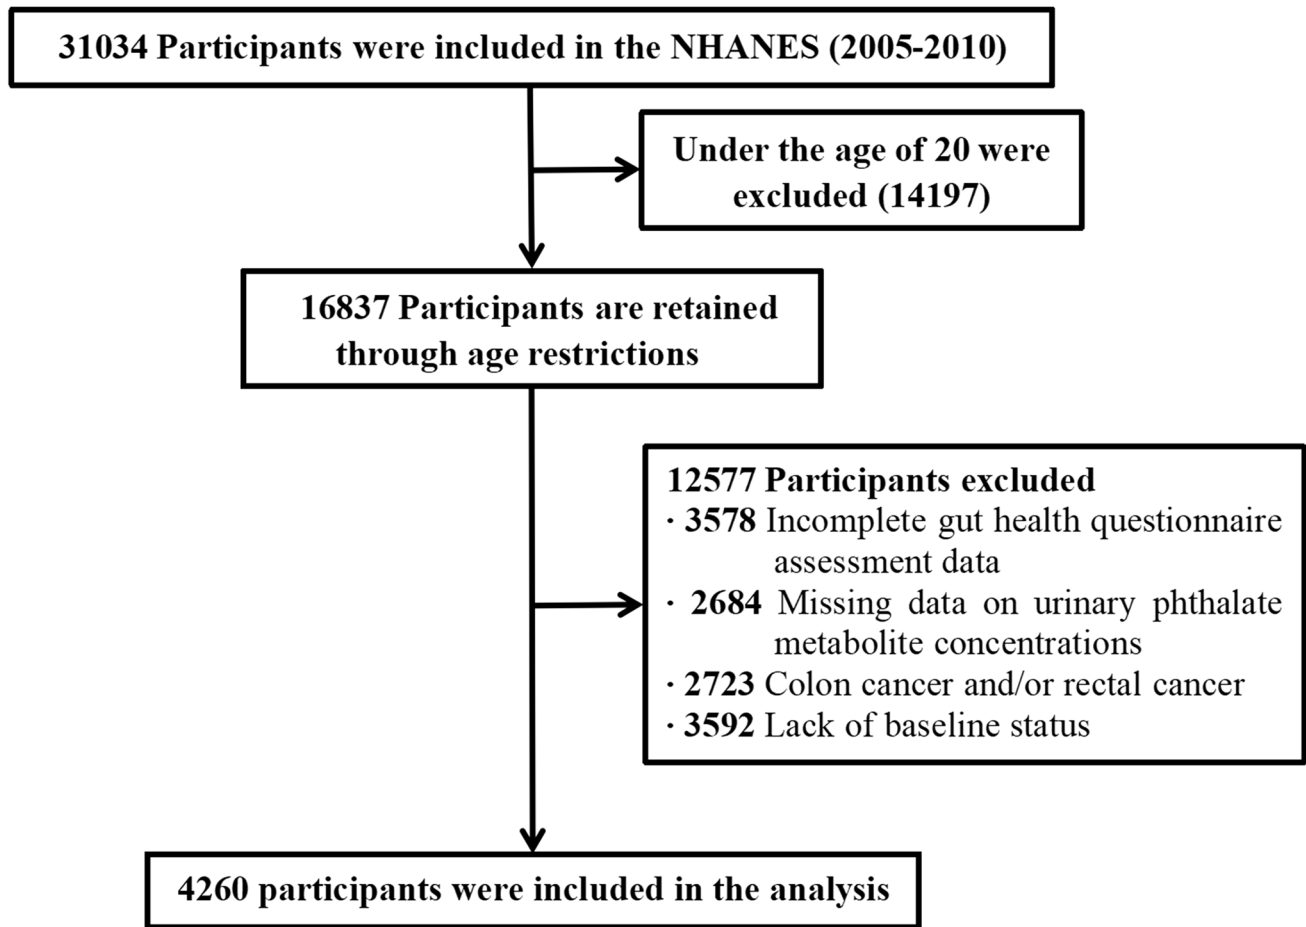 31034 Participants were included in the NHANES (2005-2010)
Under the age of 20 were
excluded (14197)
16837 Participants are retained
through age restrictions
12577 Participants excluded
· 3578 Incomplete gut health questionnaire
assessment data
· 2684 Missing data on urinary phthalate
metabolite concentrations
· 2723 Colon cancer and/or rectal cancer
· 3592 Lack of baseline status
4260 participants were included in the analysis